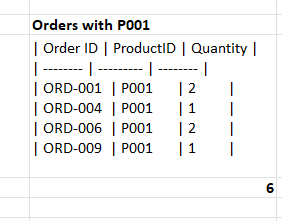 Orders with P001
| Order ID | ProductID | Quantity |
| -------- | --------- | -------- |
| ORD-001 | P001 | 2 |
| ORD-004 | P001 | 1 |
| ORD-006 | P001 | 2 |
| ORD-009 | P001 | 1 |
6